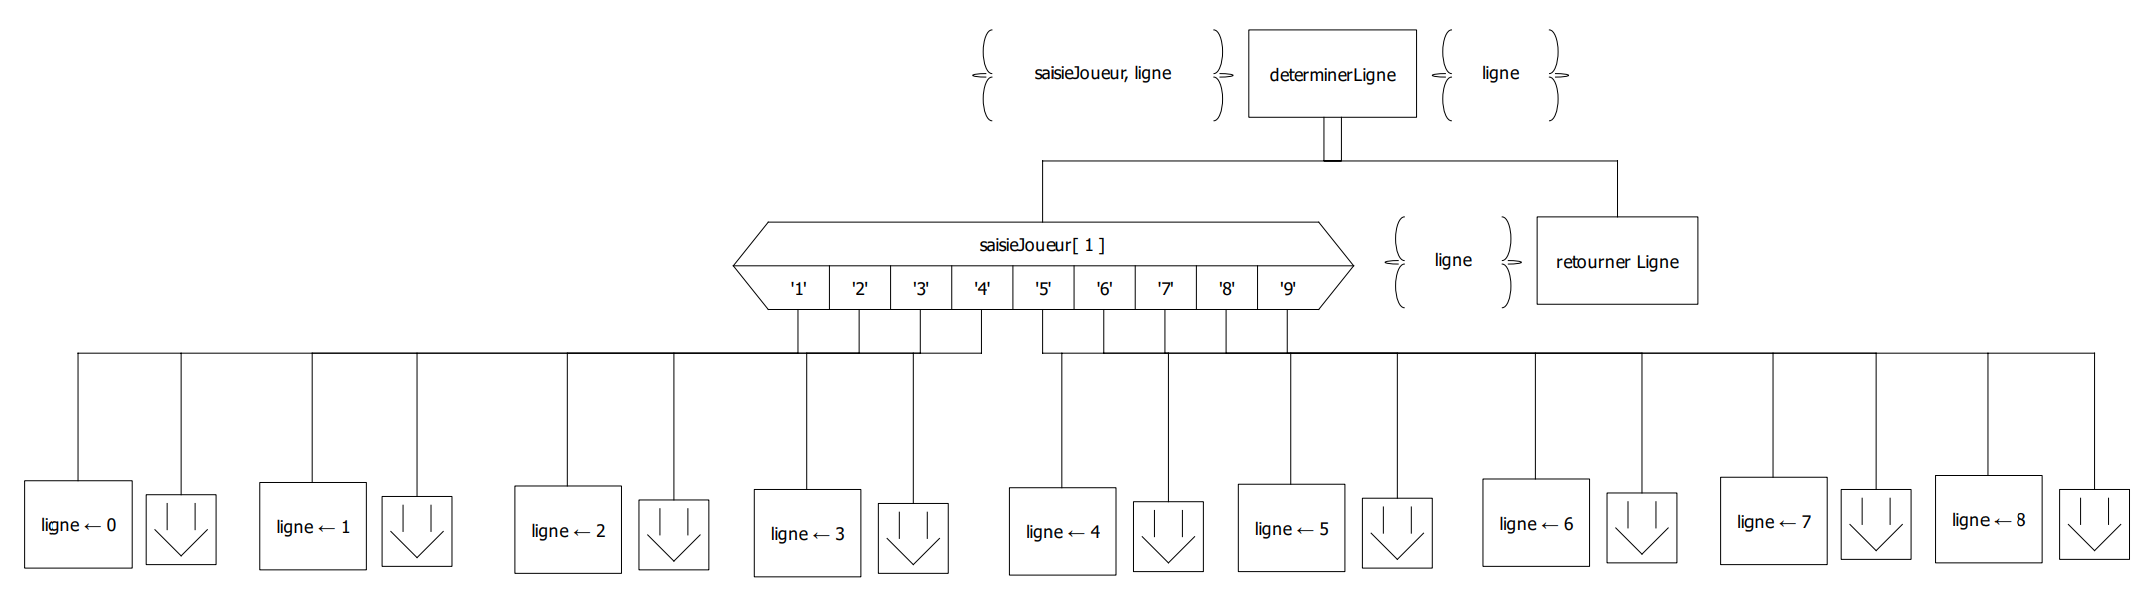 saisieJoueur, ligne
determinerLigne
ligne
saisieJoueur[ 1 ]
'1' '2' '3' '4' '5' '6' '7' '8' '9'
ligne
retourner Ligne
ligne ← 0
ligne ← 1
ligne ← 2
ligne ← 3
ligne ← 4
ligne ← 5
ligne ← 6
ligne ← 7
ligne ← 8